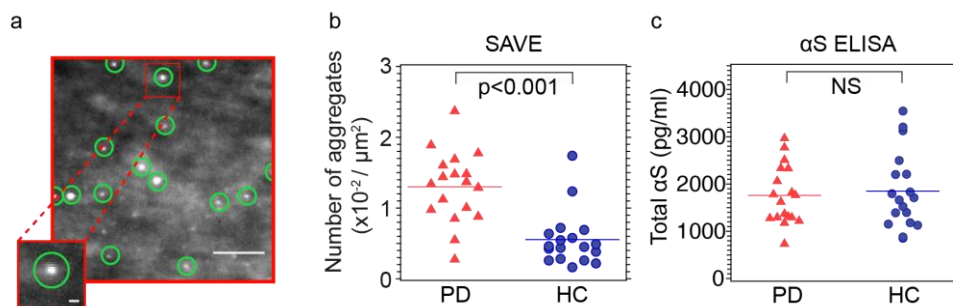 a
b
SAVE
Number of aggregates
(x10⁻² / µm²)
3
2
1
0
p<0.001
PD
HC
c
αS ELISA
Total αS (pg/ml)
4000
3000
2000
1000
0
NS
PD
HC